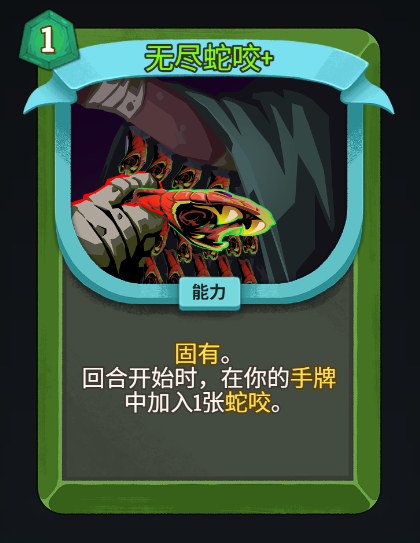 1
无尽蛇咬+
能力
固有。
回合开始时，在你的手牌
中加入1张蛇咬。